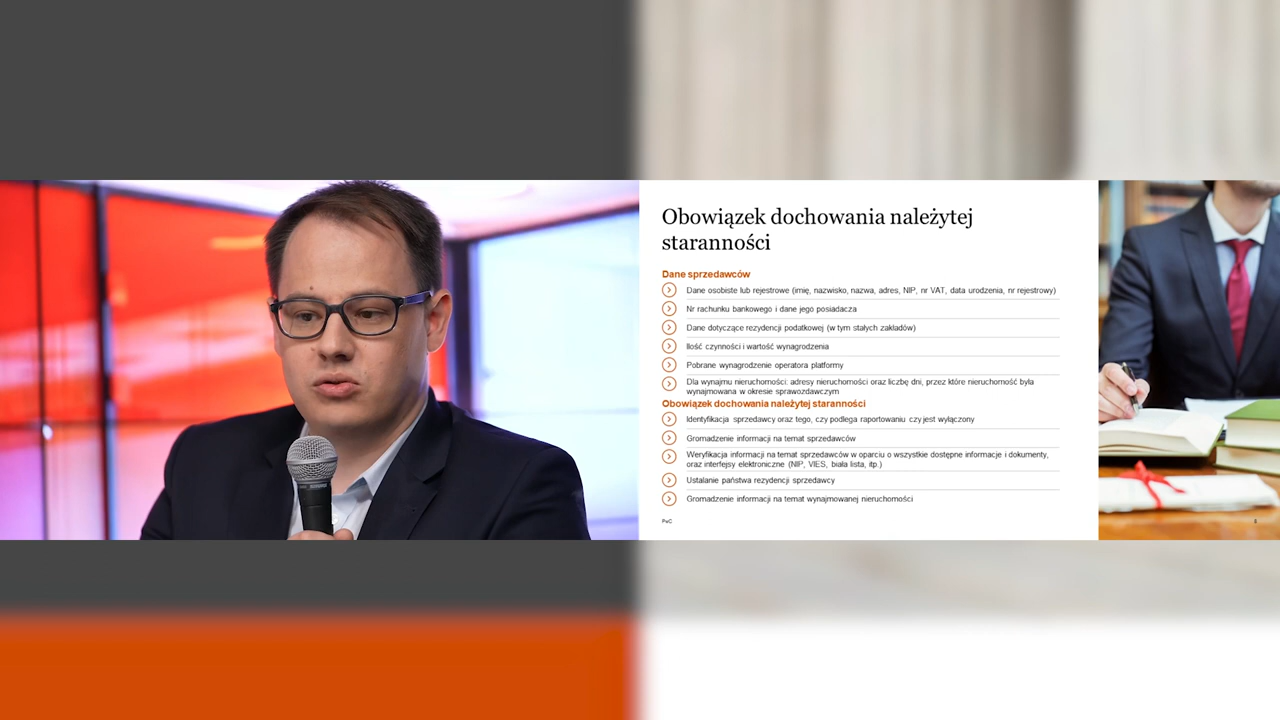 Obowiązek dochowania należytej
staranności
Dane sprzedawców
Dane osobiste lub rejestrowe (imię, nazwisko, nazwa, adres, NIP, nr VAT, data urodzenia, nr rejestrowy)
Nr rachunku bankowego i dane jego posiadacza
Dane dotyczące rezydencji podatkowej (w tym stałych zakładów)
Ilość czynności i wartość wynagrodzenia
Pobrane wynagrodzenie operatora platformy
Dla wynajmu nieruchomości: adresy nieruchomości oraz liczbę dni, przez które nieruchomość była
wynajmowana w okresie sprawozdawczym
Obowiązek dochowania należytej staranności
Identyfikacja sprzedawcy oraz tego, czy podlega raportowaniu czy jest wyłączony
Gromadzenie informacji na temat sprzedawców
Weryfikacja informacji na temat sprzedawców w oparciu o wszystkie dostępne informacje i dokumenty,
oraz interfejsy elektroniczne (NIP, VIES, biała lista, itp.)
Ustalanie państwa rezydencji sprzedawcy
Gromadzenie informacji na temat wynajmowanej nieruchomości
PwC